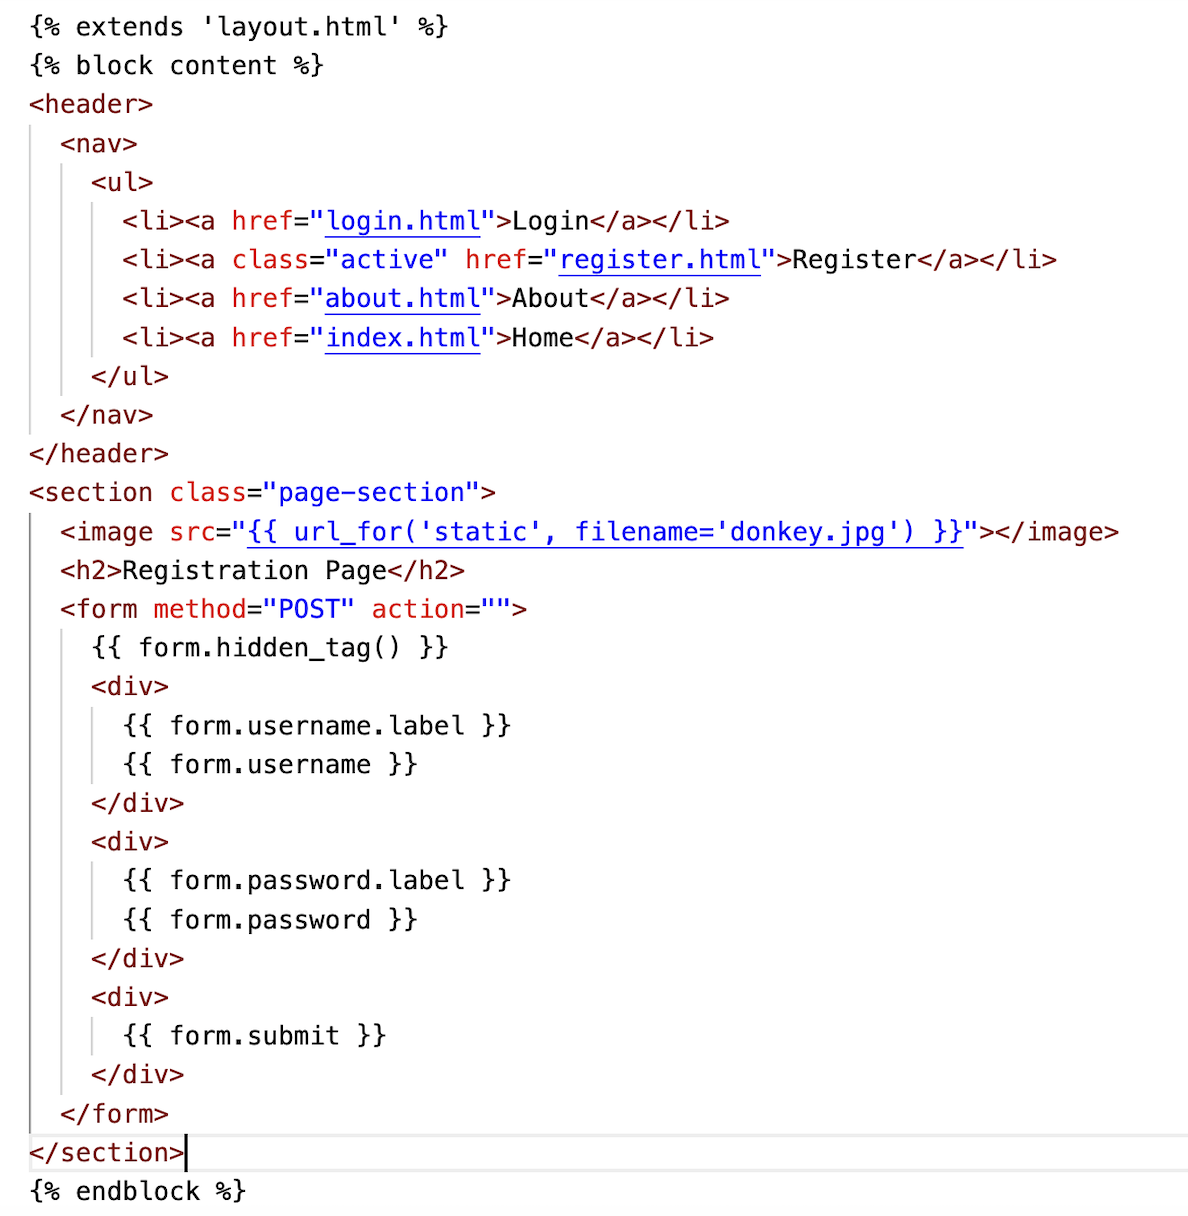 {% extends 'layout.html' %}
{% block content %}
<header>
  <nav>
    <ul>
      <li><a href="login.html">Login</a></li>
      <li><a class="active" href="register.html">Register</a></li>
      <li><a href="about.html">About</a></li>
      <li><a href="index.html">Home</a></li>
    </ul>
  </nav>
</header>
<section class="page-section">
  <image src="{{ url_for('static', filename='donkey.jpg') }}"></image>
  <h2>Registration Page</h2>
  <form method="POST" action="">
    {{ form.hidden_tag() }}
    <div>
      {{ form.username.label }}
      {{ form.username }}
    </div>
    <div>
      {{ form.password.label }}
      {{ form.password }}
    </div>
    <div>
      {{ form.submit }}
    </div>
  </form>
</section>
{% endblock %}